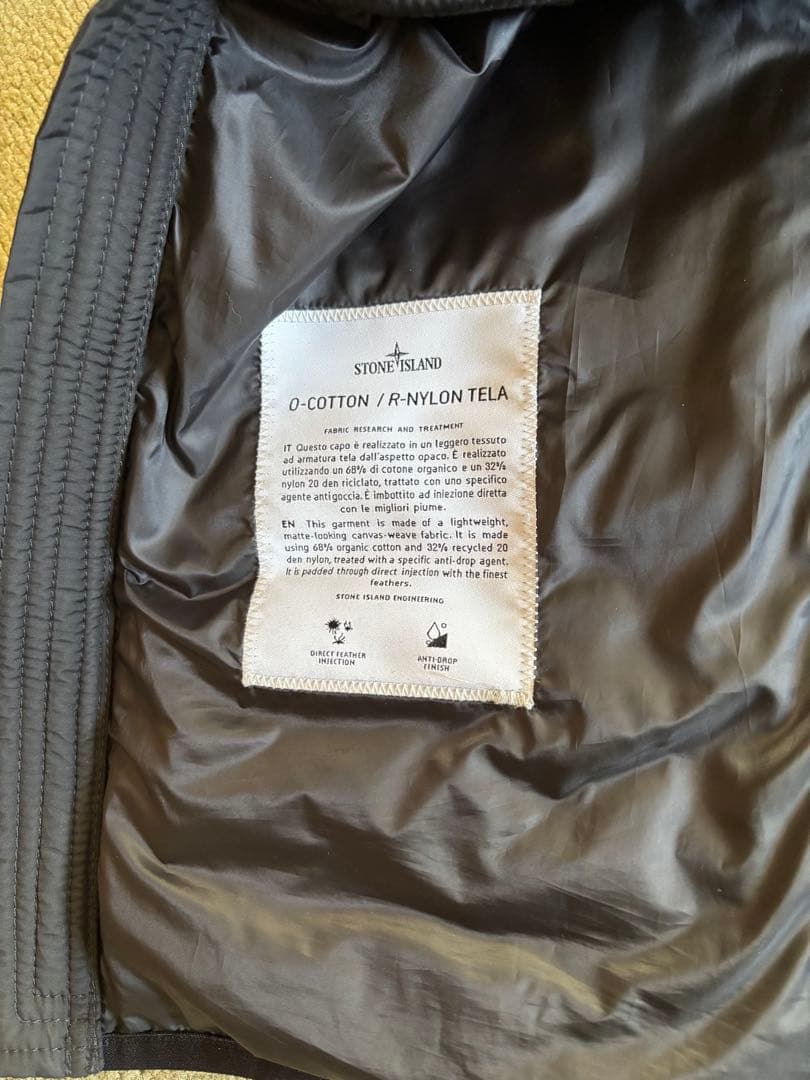 STONE ISLAND
O-COTTON / R-NYLON TELA
FABRIC RESEARCH AND TREATMENT
IT Questo capo è realizzato in un leggero tessuto
ad armatura tela dall'aspetto opaco. È realizzato
utilizzando un 68% di cotone organico e un 32%
nylon 20 den riciclato, trattato con uno specifico
agente antigoccia. È imbottito ad iniezione diretta
con le migliori piume.
EN This garment is made of a lightweight,
matte-looking canvas-weave fabric. It is made
using 68% organic cotton and 32% recycled 20
den nylon, treated with a specific anti-drop agent.
It is padded through direct injection with the finest
feathers.
STONE ISLAND ENGINEERING
DIRECT FEATHER
INJECTION
ANTI-DROP
FINISH